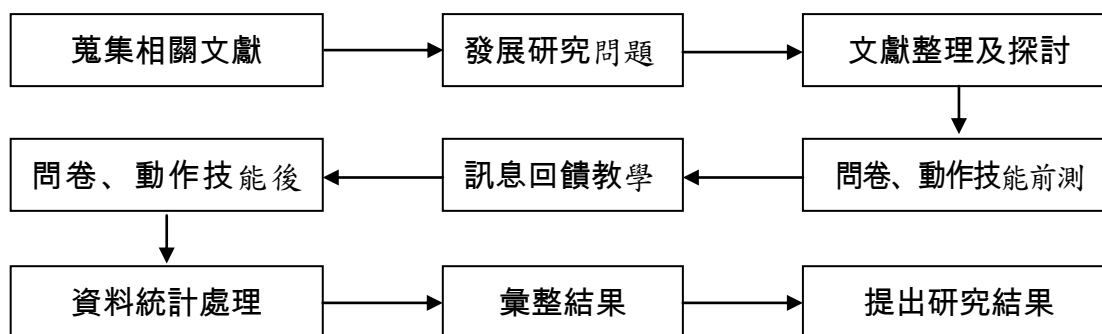 蒐集相關文獻
發展研究問題
文獻整理及探討
問卷、動作技能前測
訊息回饋教學
問卷、動作技能後
資料統計處理
彙整結果
提出研究結果